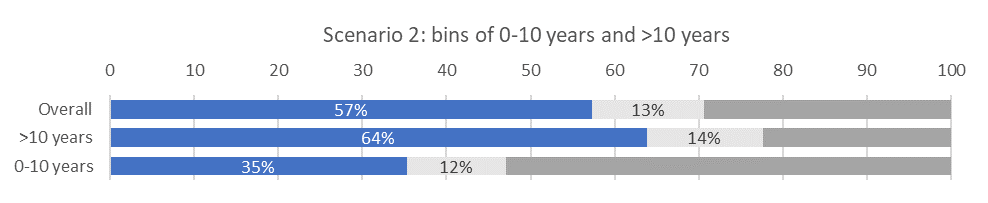 Scenario 2: bins of 0-10 years and >10 years
0 10 20 30 40 50 60 70 80 90 100
Overall 57% 13%
>10 years 64% 14%
0-10 years 35% 12%